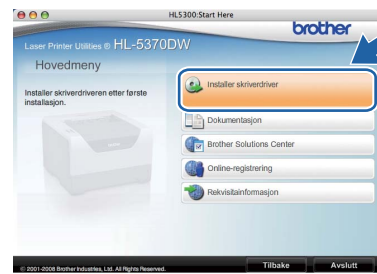 HL5300:Start Here
brother
Laser Printer Utilities © HL-5370DW
Hovedmeny
Installer skriverdriveren etter første
installasjon.
Installer skriverdriver
Dokumentasjon
Brother Solutions Center
Online-registrering
Rekvisitainformasjon
© 2001-2008 Brother Industries, Ltd. All Rights Reserved.
Tilbake
Avslutt